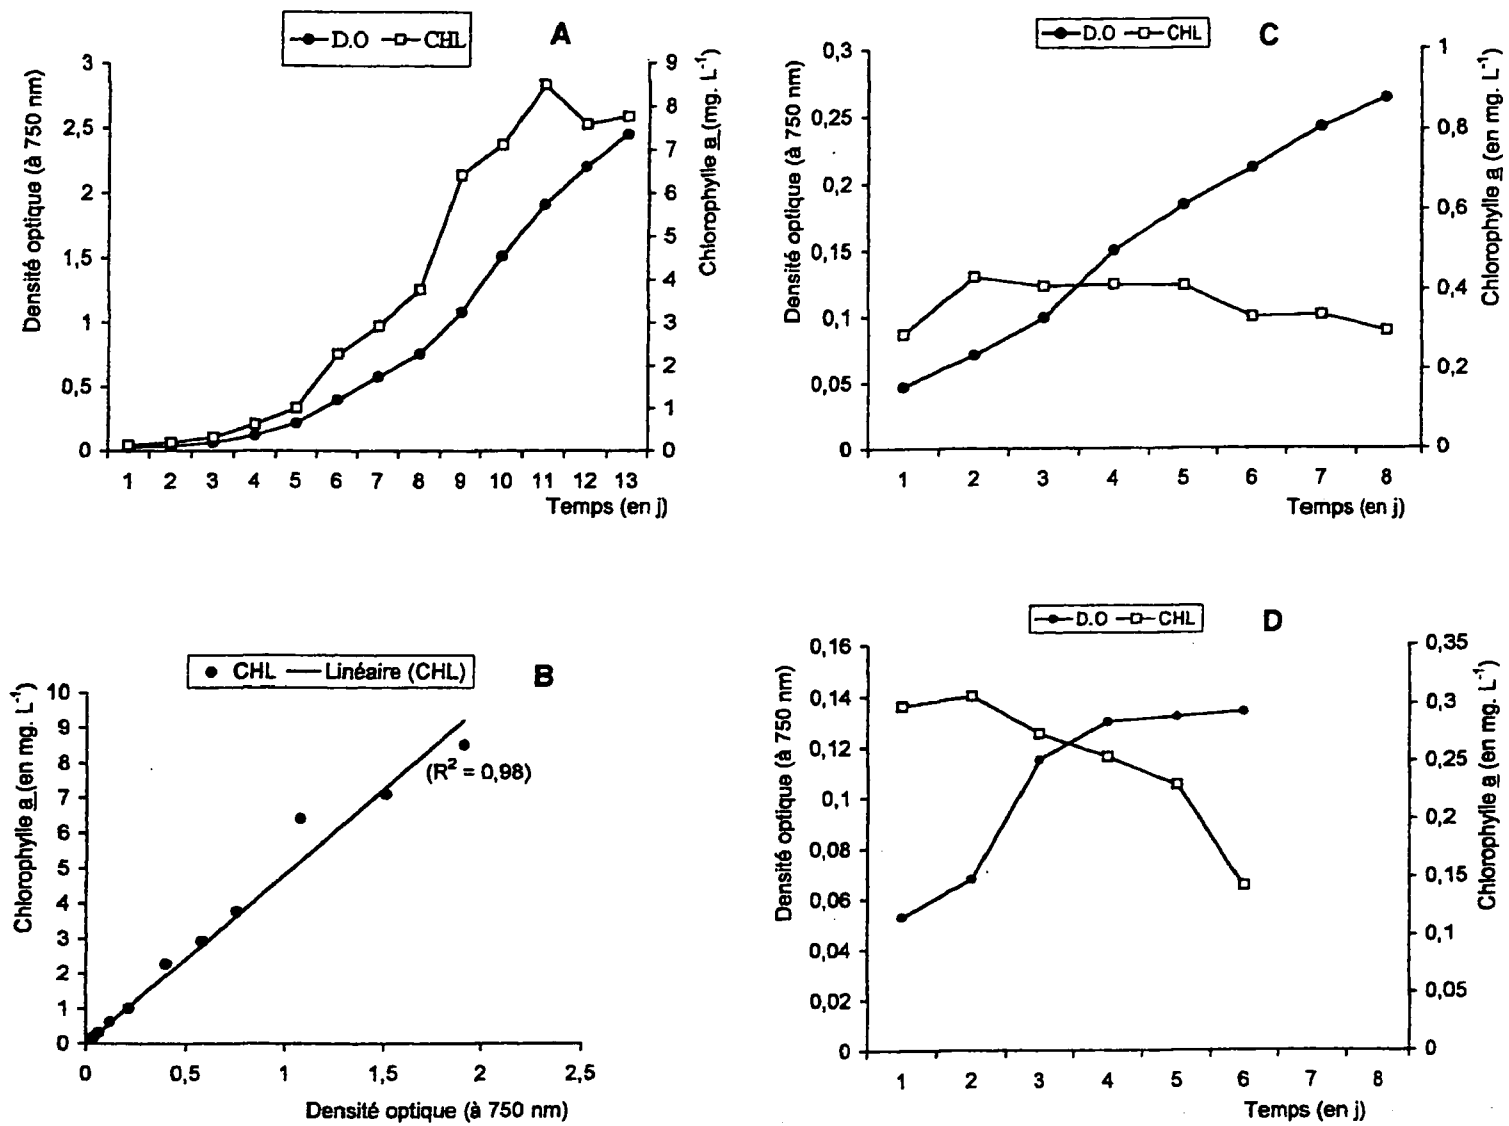 A
D.O CHL
Densité optique (à 750 nm)
3
2,5
2
1,5
1
0,5
0
9
8
7
6
5
4
3
2
1
0
Chlorophylle a (mg. L-1)
1 2 3 4 5 6 7 8 9 10 11 12 13
Temps (en j)
C
D.O CHL
Densité optique (à 750 nm)
0,3
0,25
0,2
0,15
0,1
0,05
0
1
0,8
0,6
0,4
0,2
0
Chlorophylle a (en mg. L-1)
1 2 3 4 5 6 7 8
Temps (en j)
B
CHL Linéaire (CHL)
Chlorophylle a (en mg. L-1)
10
9
8
7
6
5
4
3
2
1
0
(R2 = 0,98)
0 0,5 1 1,5 2 2,5
Densité optique (à 750 nm)
D
D.O CHL
Densité optique (à 750 nm)
0,16
0,14
0,12
0,1
0,08
0,06
0,04
0,02
0
0,35
0,3
0,25
0,2
0,15
0,1
0,05
0
Chlorophylle a (en mg. L-1)
1 2 3 4 5 6 7 8
Temps (en j)